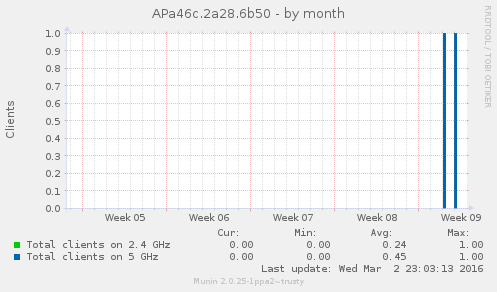 APa46c.2a28.6b50 - by month
RRDTOOL / TOBI OETIKER
Clients
1.0
0.9
0.8
0.7
0.6
0.5
0.4
0.3
0.2
0.1
0.0
Week 05 Week 06 Week 07 Week 08 Week 09
Cur: Min: Avg: Max:
Total clients on 2.4 GHz 0.00 0.00 0.24 1.00
Total clients on 5 GHz 0.00 0.00 0.45 1.00
Last update: Wed Mar 2 23:03:13 2016
Munin 2.0.25-1ppa2~trusty